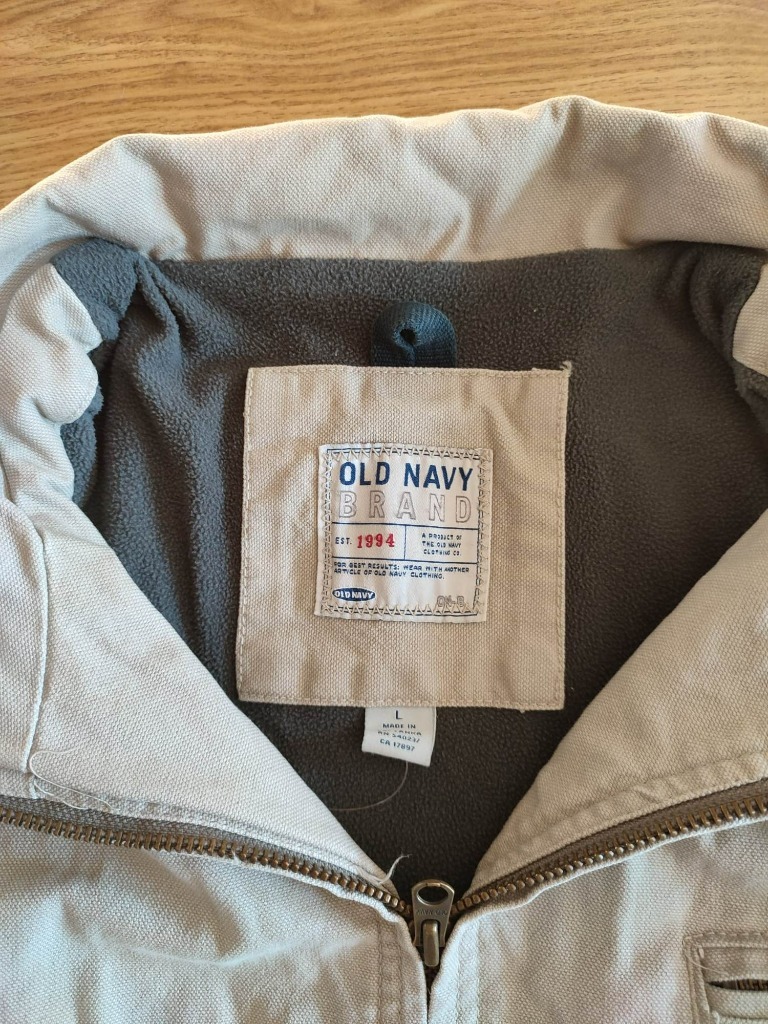 OLD NAVY
BRAND
EST. 1994
A PRODUCT OF
THE OLD NAVY
CLOTHING CO.
FOR BEST RESULTS: WEAR WITH ANOTHER
ARTICLE OF OLD NAVY CLOTHING.
OLD NAVY
L
MADE IN
CA 17897